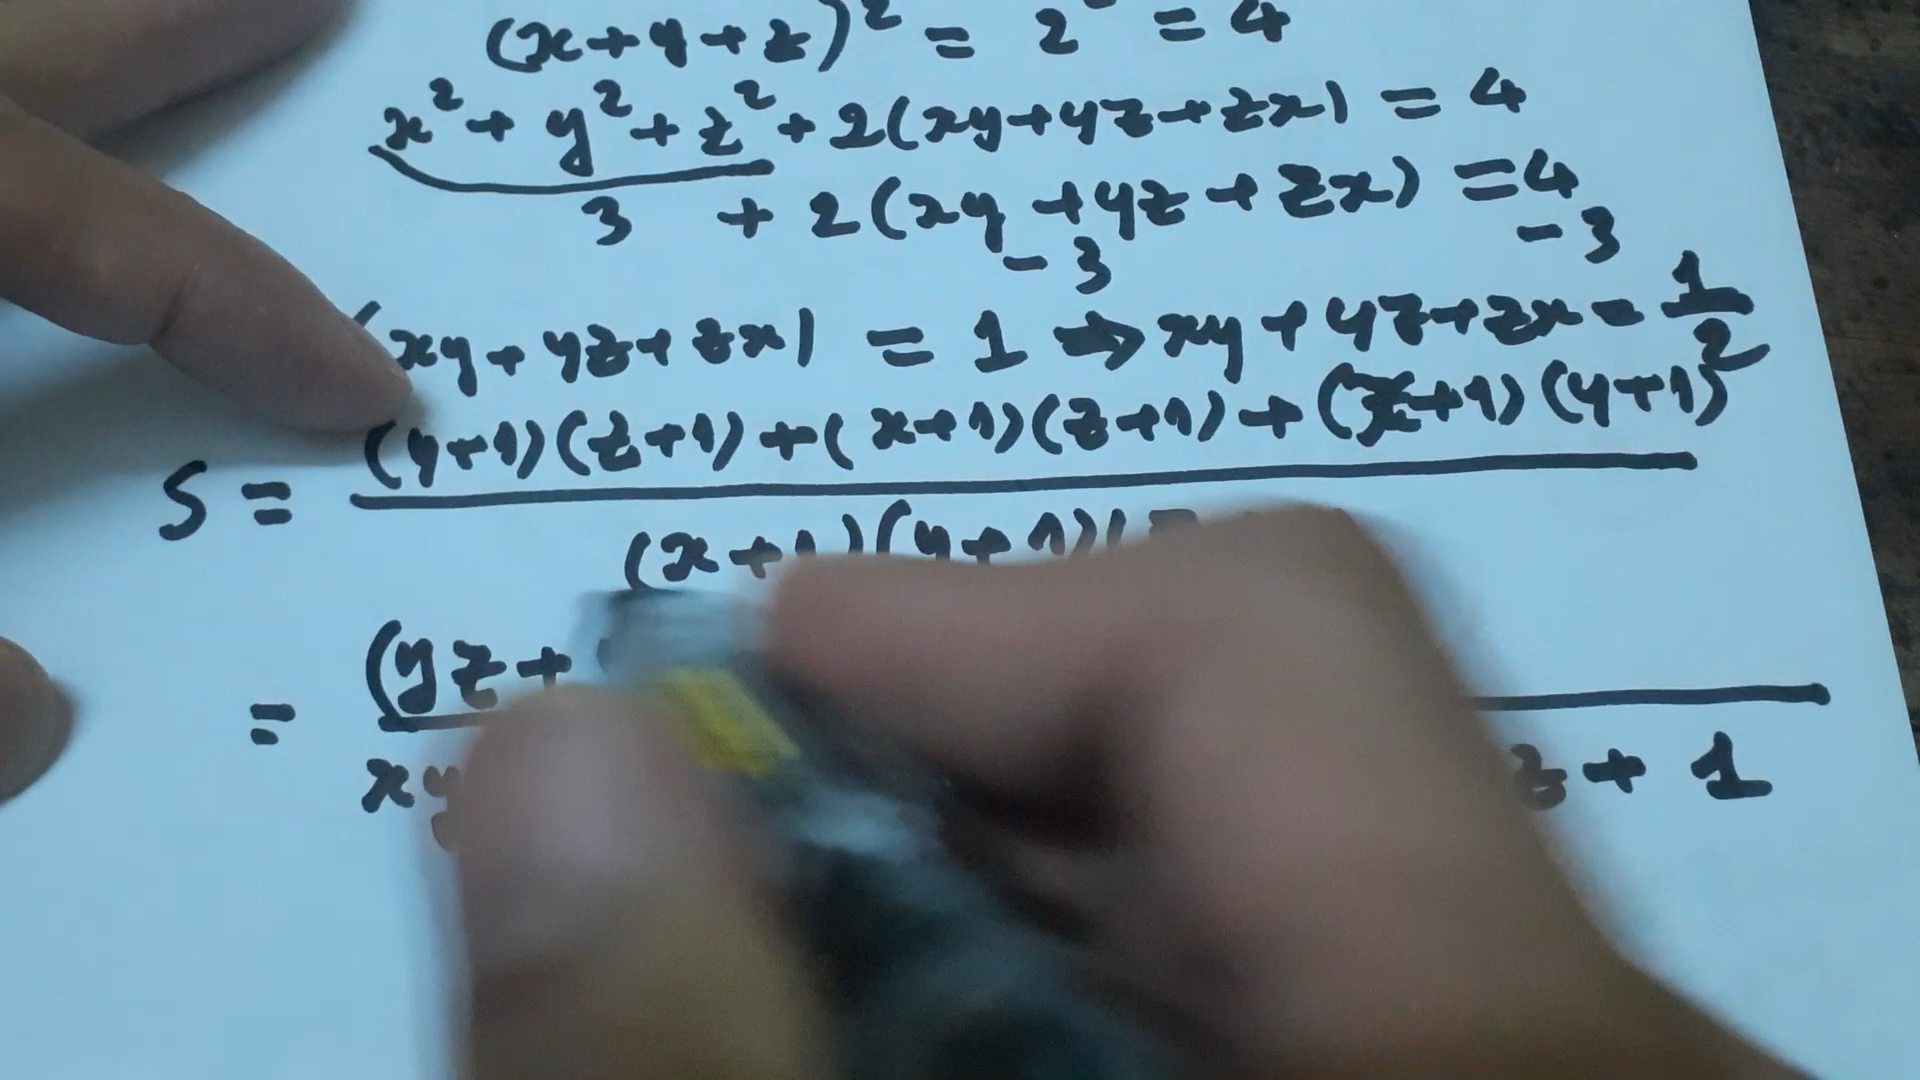 (x+y+z)² = 2² = 4
x² + y² + z² + 2(xy+yz+zx) = 4
3 + 2(xy+yz+zx) = 4
- 3 - 3
(xy+yz+zx) = 1 → xy+yz+zx = 1/2
S = (y+1)(z+1)+(x+1)(z+1)+(x+1)(y+1)
(x+1)(y+1)(z
= (yz+
xy z + 1